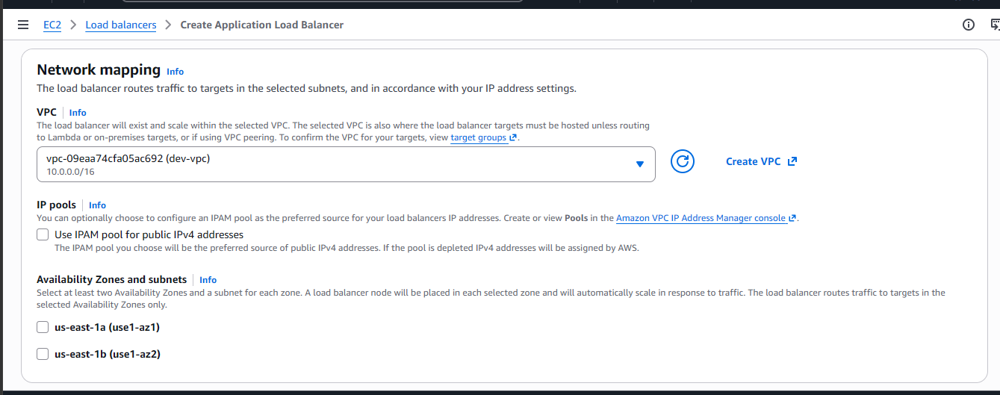 EC2 > Load balancers > Create Application Load Balancer
Network mapping Info
The load balancer routes traffic to targets in the selected subnets, and in accordance with your IP address settings.
VPC | Info
The load balancer will exist and scale within the selected VPC. The selected VPC is also where the load balancer targets must be hosted unless routing
to Lambda or on-premises targets, or if using VPC peering. To confirm the VPC for your targets, view target groups.
vpc-09eaa74cfa05ac692 (dev-vpc)
10.0.0.0/16
Create VPC
IP pools | Info
You can optionally choose to configure an IPAM pool as the preferred source for your load balancers IP addresses. Create or view Pools in the Amazon VPC IP Address Manager console.
Use IPAM pool for public IPv4 addresses
The IPAM pool you choose will be the preferred source of public IPv4 addresses. If the pool is depleted IPv4 addresses will be assigned by AWS.
Availability Zones and subnets | Info
Select at least two Availability Zones and a subnet for each zone. A load balancer node will be placed in each selected zone and will automatically scale in response to traffic. The load balancer routes traffic to targets in the
selected Availability Zones only.
us-east-1a (use1-az1)
us-east-1b (use1-az2)